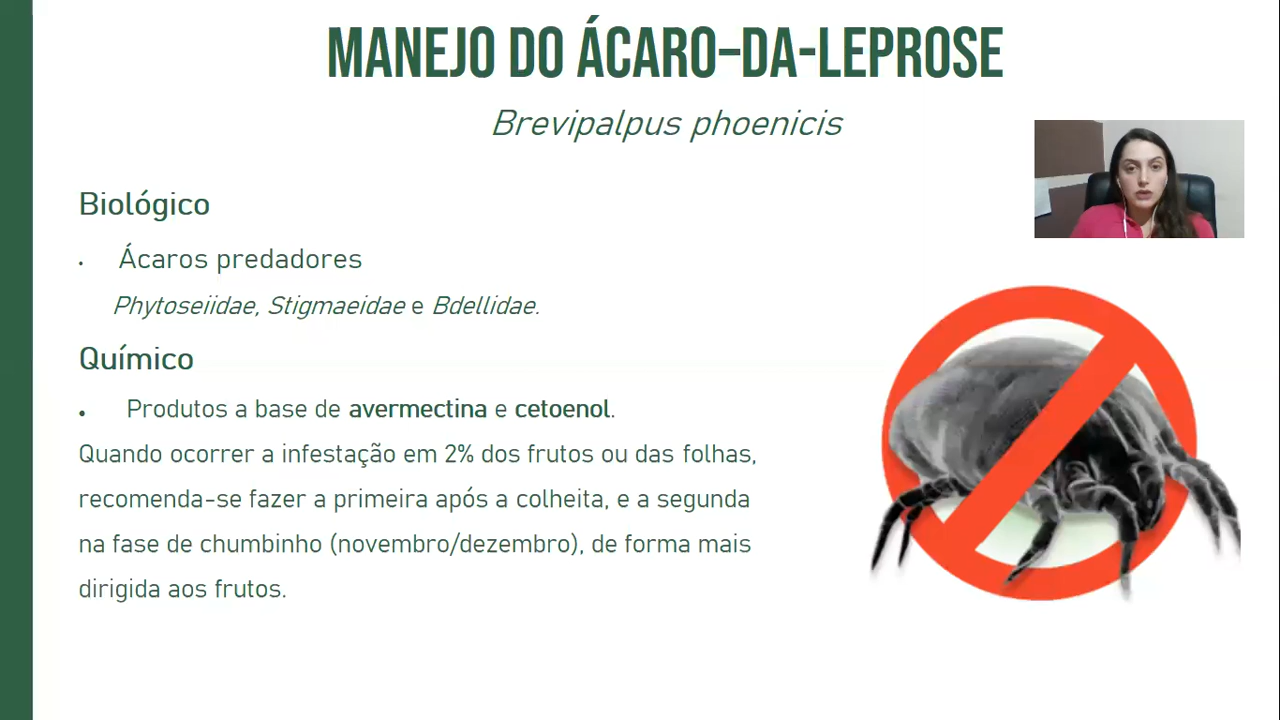 MANEJO DO ÁCARO–DA-LEPROSE
Brevipalpus phoenicis
Biológico
• Ácaros predadores
Phytoseiidae, Stigmaeidae e Bdellidae.
Químico
• Produtos a base de avermectina e cetoenol.
Quando ocorrer a infestação em 2% dos frutos ou das folhas,
recomenda-se fazer a primeira após a colheita, e a segunda
na fase de chumbinho (novembro/dezembro), de forma mais
dirigida aos frutos.